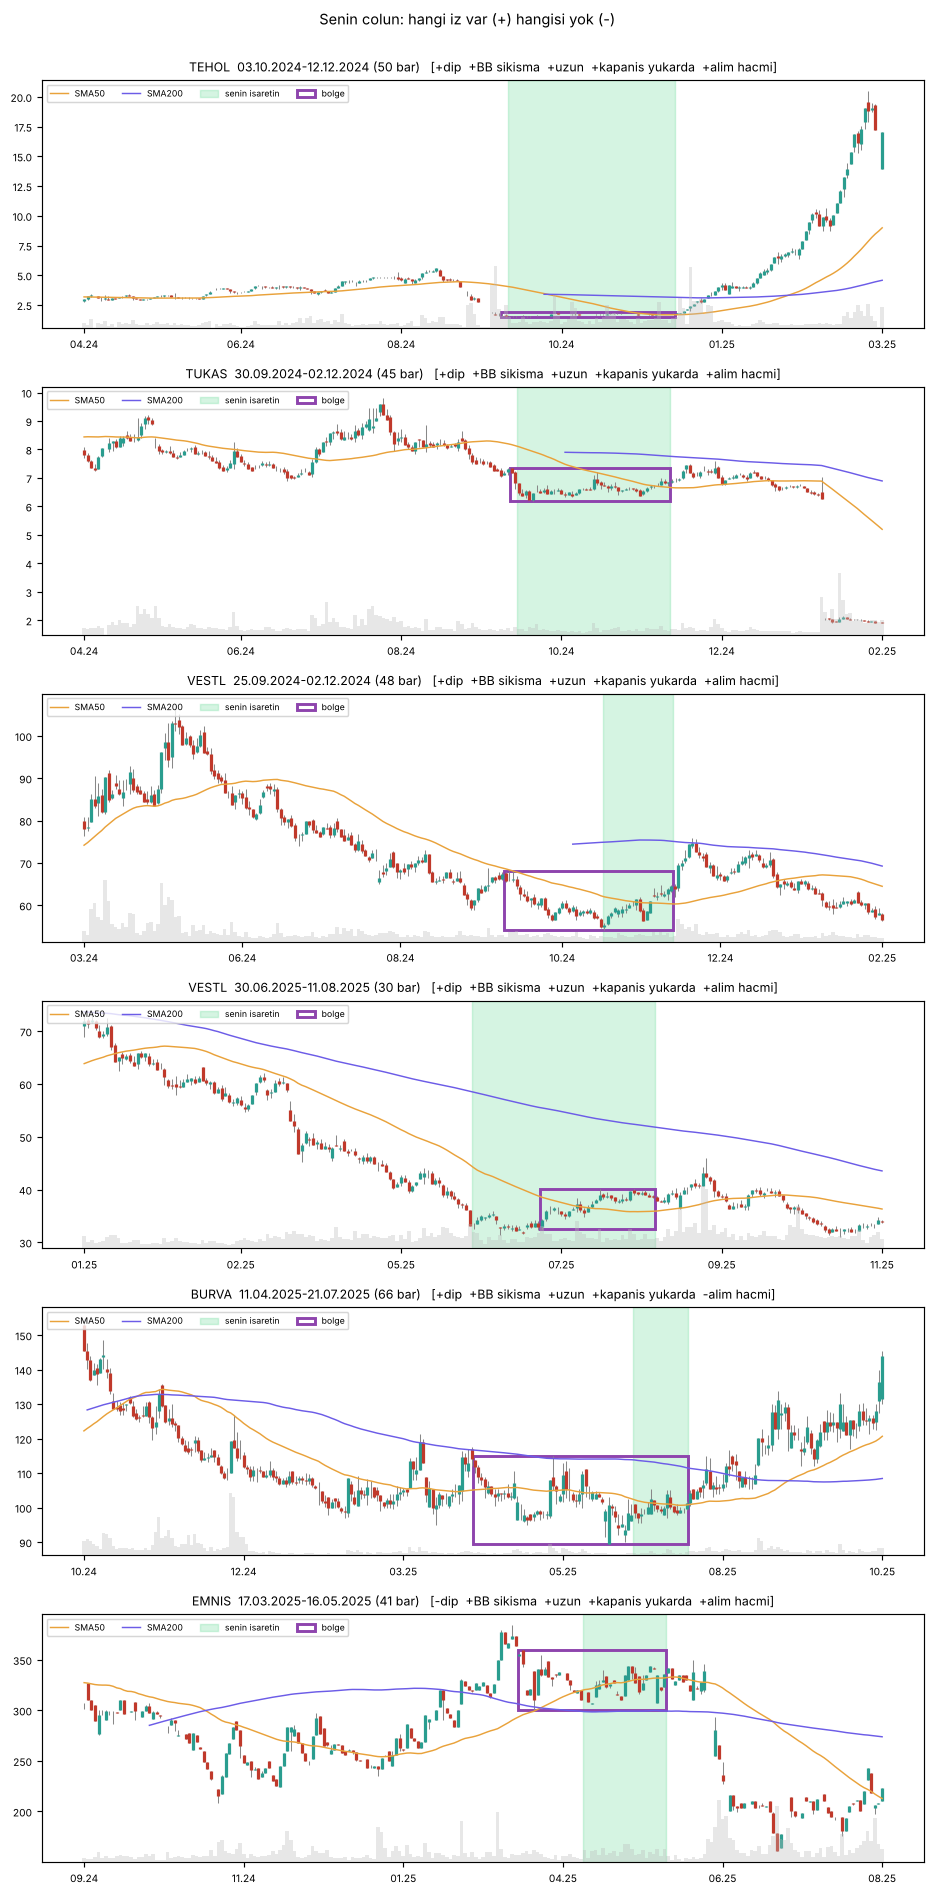 Senin colun: hangi iz var (+) hangisi yok (-)
TEHOL  03.10.2024-12.12.2024 (50 bar)   [+dip  +BB sikisma  +uzun  +kapanis yukarda  +alim hacmi]
SMA50 SMA200 senin isaretin bolge
20.0
17.5
15.0
12.5
10.0
7.5
5.0
2.5
04.24 06.24 08.24 10.24 01.25 03.25
TUKAS  30.09.2024-02.12.2024 (45 bar)   [+dip  +BB sikisma  +uzun  +kapanis yukarda  +alim hacmi]
SMA50 SMA200 senin isaretin bolge
10
9
8
7
6
5
4
3
2
04.24 06.24 08.24 10.24 12.24 02.25
VESTL  25.09.2024-02.12.2024 (48 bar)   [+dip  +BB sikisma  +uzun  +kapanis yukarda  +alim hacmi]
SMA50 SMA200 senin isaretin bolge
100
90
80
70
60
03.24 06.24 08.24 10.24 12.24 02.25
VESTL  30.06.2025-11.08.2025 (30 bar)   [+dip  +BB sikisma  +uzun  +kapanis yukarda  +alim hacmi]
SMA50 SMA200 senin isaretin bolge
70
60
50
40
30
01.25 02.25 05.25 07.25 09.25 11.25
BURVA  11.04.2025-21.07.2025 (66 bar)   [+dip  +BB sikisma  +uzun  +kapanis yukarda  -alim hacmi]
SMA50 SMA200 senin isaretin bolge
150
140
130
120
110
100
90
10.24 12.24 03.25 05.25 08.25 10.25
EMNIS  17.03.2025-16.05.2025 (41 bar)   [-dip  +BB sikisma  +uzun  +kapanis yukarda  +alim hacmi]
SMA50 SMA200 senin isaretin bolge
350
300
250
200
09.24 11.24 01.25 04.25 06.25 08.25